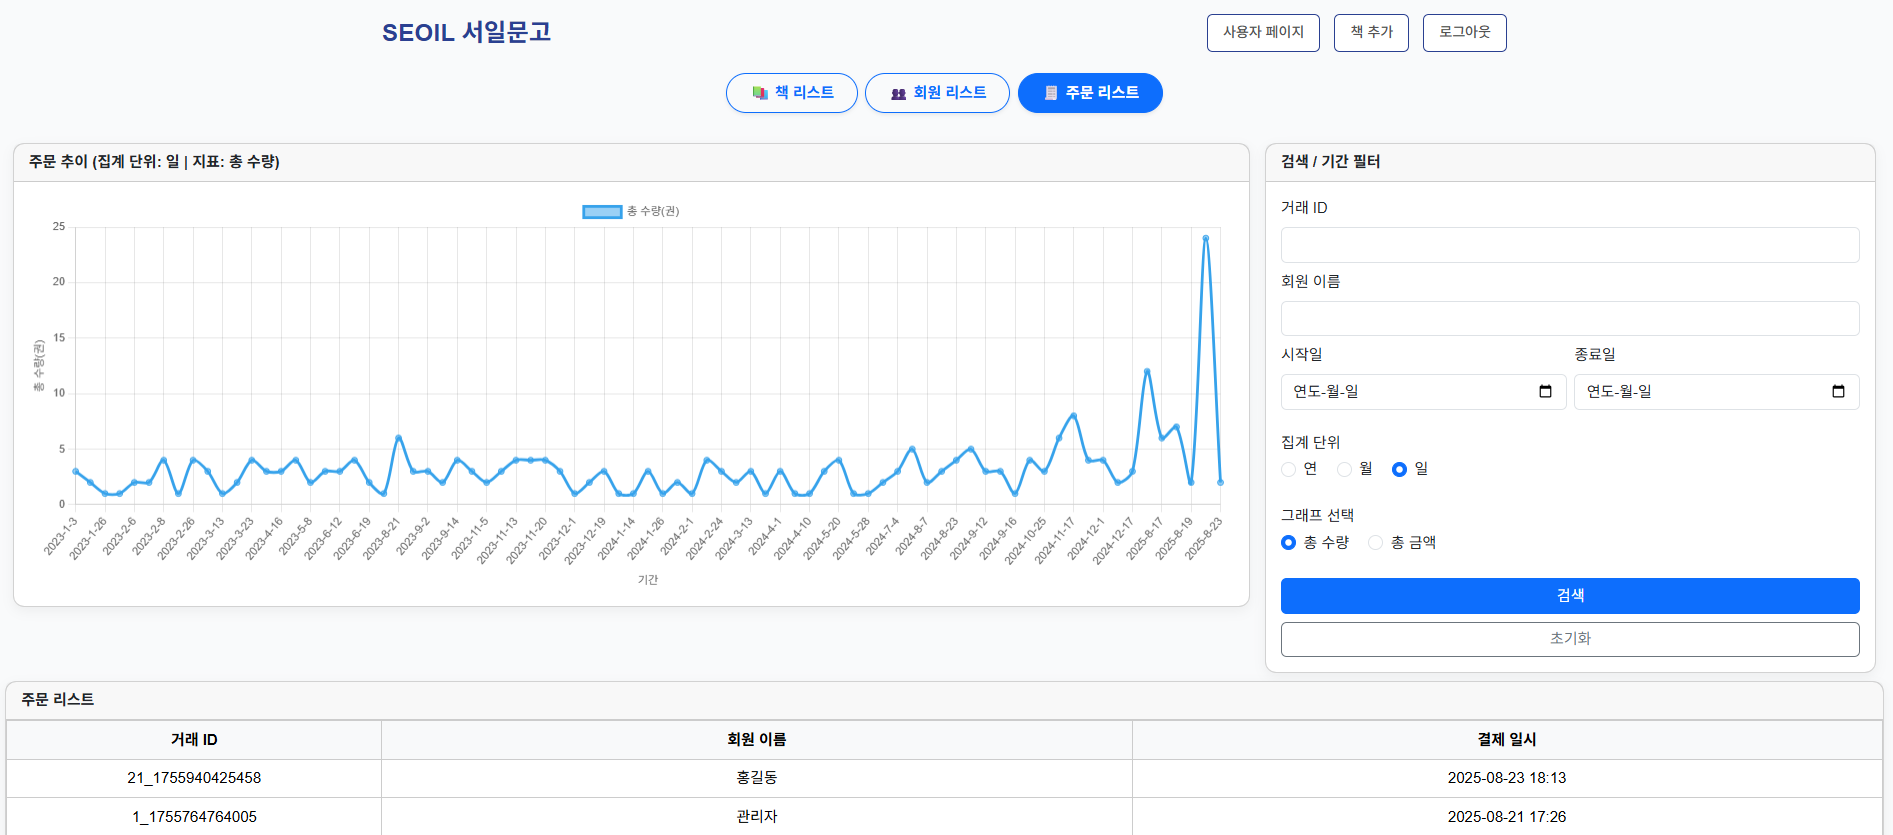 SEOIL 서일문고
사용자 페이지
책 추가
로그아웃
책 리스트
회원 리스트
주문 리스트
주문 추이 (집계 단위: 일 | 지표: 총 수량)
총 수량(권)
25
20
15
10
5
0
총 수량(권)
2023-1-3
2023-1-26
2023-2-6
2023-2-8
2023-2-26
2023-3-13
2023-3-23
2023-4-16
2023-5-8
2023-6-12
2023-6-19
2023-8-21
2023-9-2
2023-9-14
2023-11-5
2023-11-13
2023-11-20
2023-12-1
2023-12-19
2024-1-14
2024-1-26
2024-2-1
2024-2-24
2024-3-13
2024-4-1
2024-4-10
2024-5-20
2024-5-28
2024-7-4
2024-8-7
2024-8-23
2024-9-12
2024-9-16
2024-10-25
2024-11-17
2024-12-1
2024-12-17
2025-8-17
2025-8-19
2025-8-23
기간
검색 / 기간 필터
거래 ID
회원 이름
시작일 종료일
연도-월-일 연도-월-일
집계 단위
연 월 일
그래프 선택
총 수량 총 금액
검색
초기화
주문 리스트
거래 ID 회원 이름 결제 일시
21_1755940425458 홍길동 2025-08-23 18:13
1_1755764764005 관리자 2025-08-21 17:26